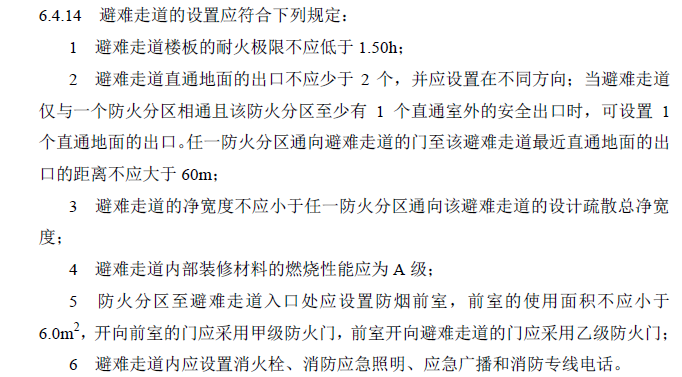 6.4.14 避难走道的设置应符合下列规定：
1 避难走道楼板的耐火极限不应低于1.50h；
2 避难走道直通地面的出口不应少于 2 个，并应设置在不同方向；当避难走道
仅与一个防火分区相通且该防火分区至少有 1 个直通室外的安全出口时，可设置 1
个直通地面的出口。任一防火分区通向避难走道的门至该避难走道最近直通地面的出
口的距离不应大于 60m；
3 避难走道的净宽度不应小于任一防火分区通向该避难走道的设计疏散总净宽
度；
4 避难走道内部装修材料的燃烧性能应为 A 级；
5 防火分区至避难走道入口处应设置防烟前室，前室的使用面积不应小于
6.0m²，开向前室的门应采用甲级防火门，前室开向避难走道的门应采用乙级防火门；
6 避难走道内应设置消火栓、消防应急照明、应急广播和消防专线电话。